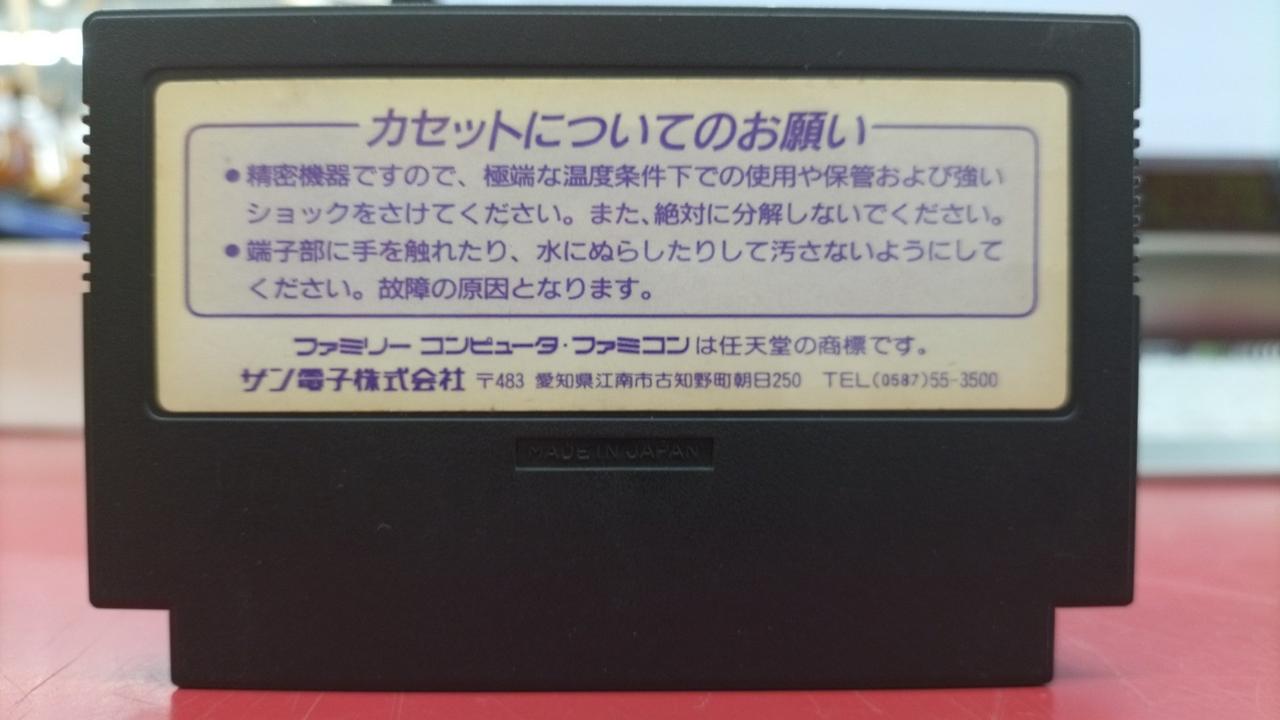 カセットについてのお願い
●精密機器ですので、極端な温度条件下での使用や保管および強い
ショックをさけてください。また、絶対に分解しないでください。
●端子部に手を触れたり、水にぬらしたりして汚さないようにして
ください。故障の原因となります。
ファミリー コンピュータ・ファミコンは任天堂の商標です。
サン電子株式会社 〒483 愛知県江南市古知野町朝日250 TEL(0587)55-3500
MADE IN JAPAN